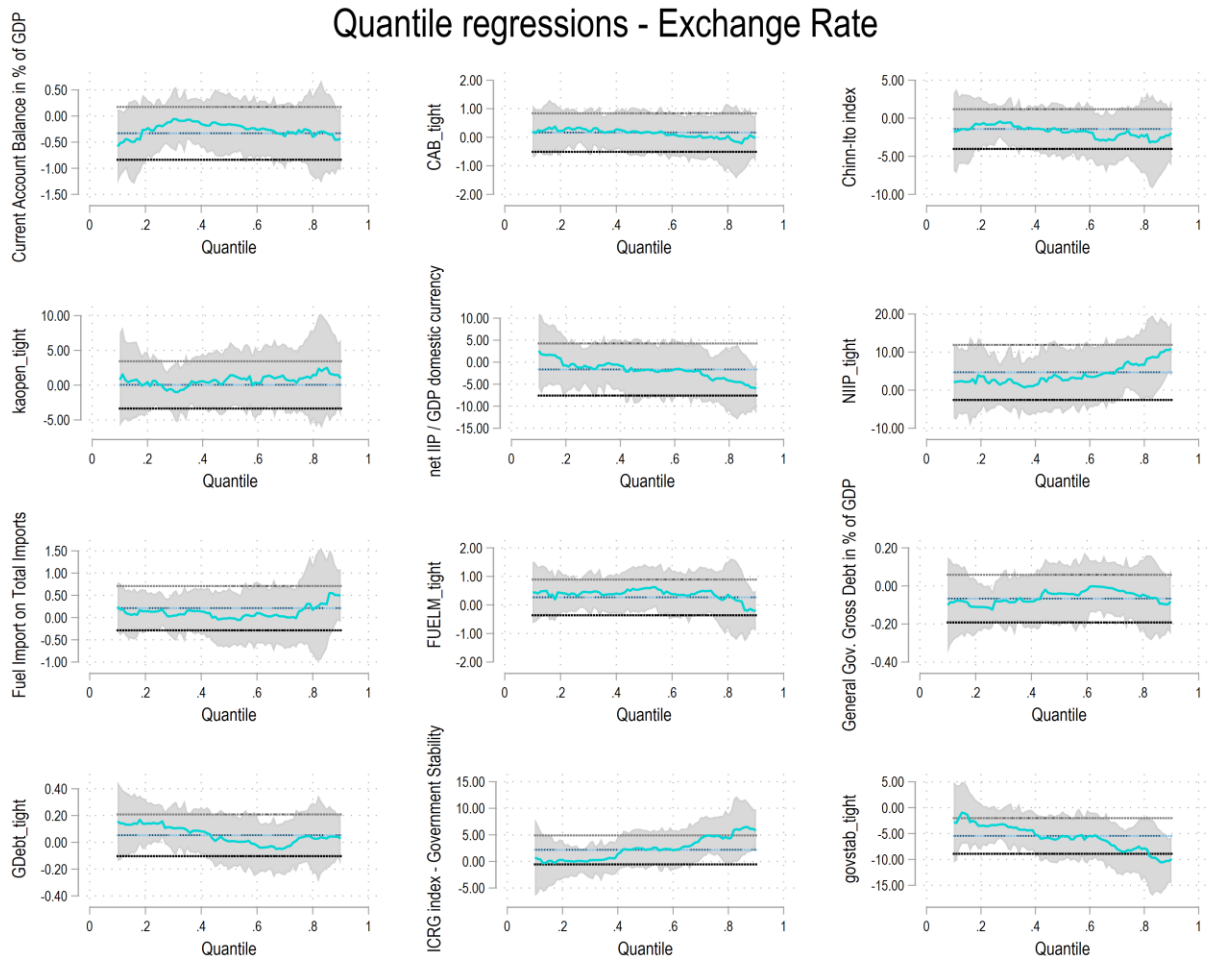 Quantile regressions - Exchange Rate
Current Account Balance in % of GDP
0.50
0.00
-0.50
-1.00
-1.50
0 .2 .4 .6 .8 1
Quantile
CAB_tight
2.00
1.00
0.00
-1.00
-2.00
0 .2 .4 .6 .8 1
Quantile
Chinn-Ito index
5.00
0.00
-5.00
-10.00
0 .2 .4 .6 .8 1
Quantile
kaopen_tight
10.00
5.00
0.00
-5.00
0 .2 .4 .6 .8 1
Quantile
net IIP / GDP domestic currency
10.00
5.00
0.00
-5.00
-10.00
-15.00
0 .2 .4 .6 .8 1
Quantile
NIIP_tight
20.00
10.00
0.00
-10.00
0 .2 .4 .6 .8 1
Quantile
Fuel Import on Total Imports
1.50
1.00
0.50
0.00
-0.50
-1.00
0 .2 .4 .6 .8 1
Quantile
FUELM_tight
2.00
1.00
0.00
-1.00
-2.00
0 .2 .4 .6 .8 1
Quantile
General Gov. Gross Debt in % of GDP
0.20
0.00
-0.20
-0.40
0 .2 .4 .6 .8 1
Quantile
GDebt_tight
0.40
0.20
0.00
-0.20
-0.40
0 .2 .4 .6 .8 1
Quantile
ICRG index - Government Stability
15.00
10.00
5.00
0.00
-5.00
0 .2 .4 .6 .8 1
Quantile
govstab_tight
5.00
0.00
-5.00
-10.00
-15.00
0 .2 .4 .6 .8 1
Quantile